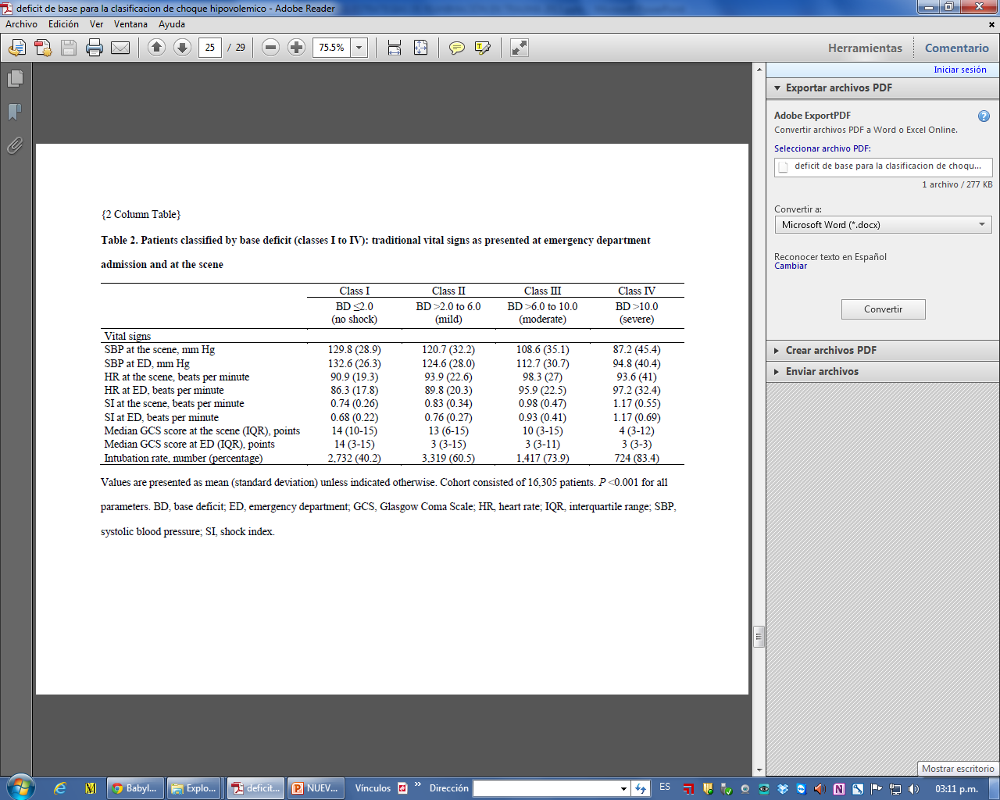 deficit de base para la clasificacion de choque hipovolemico - Adobe Reader
Archivo Edición Ver Ventana Ayuda
25 / 29 75.5% Herramientas Comentario
Iniciar sesión
Exportar archivos PDF
Adobe ExportPDF
Convertir archivos PDF a Word o Excel Online.
Seleccionar archivo PDF:
deficit de base para la clasificacion de choqu...
1 archivo / 277 KB
Convertir a:
Microsoft Word (*.docx)
Reconocer texto en Español
Cambiar
Convertir
Crear archivos PDF
Enviar archivos
{2 Column Table}
Table 2. Patients classified by base deficit (classes I to IV): traditional vital signs as presented at emergency department
admission and at the scene
Class I Class II Class III Class IV
BD ≤2.0 BD >2.0 to 6.0 BD >6.0 to 10.0 BD >10.0
(no shock) (mild) (moderate) (severe)
Vital signs
SBP at the scene, mm Hg 129.8 (28.9) 120.7 (32.2) 108.6 (35.1) 87.2 (45.4)
SBP at ED, mm Hg 132.6 (26.3) 124.6 (28.0) 112.7 (30.7) 94.8 (40.4)
HR at the scene, beats per minute 90.9 (19.3) 93.9 (22.6) 98.3 (27) 93.6 (41)
HR at ED, beats per minute 86.3 (17.8) 89.8 (20.3) 95.9 (22.5) 97.2 (32.4)
SI at the scene, beats per minute 0.74 (0.26) 0.83 (0.34) 0.98 (0.47) 1.17 (0.55)
SI at ED, beats per minute 0.68 (0.22) 0.76 (0.27) 0.93 (0.41) 1.17 (0.69)
Median GCS score at the scene (IQR), points 14 (10-15) 13 (6-15) 10 (3-15) 4 (3-12)
Median GCS score at ED (IQR), points 14 (3-15) 3 (3-15) 3 (3-11) 3 (3-3)
Intubation rate, number (percentage) 2,732 (40.2) 3,319 (60.5) 1,417 (73.9) 724 (83.4)
Values are presented as mean (standard deviation) unless indicated otherwise. Cohort consisted of 16,305 patients. P <0.001 for all
parameters. BD, base deficit; ED, emergency department; GCS, Glasgow Coma Scale; HR, heart rate; IQR, interquartile range; SBP,
systolic blood pressure; SI, shock index.
Mostrar escritorio
Babyl... Explo... deficit... NUEV... Vínculos » Dirección ES 03:11 p.m.